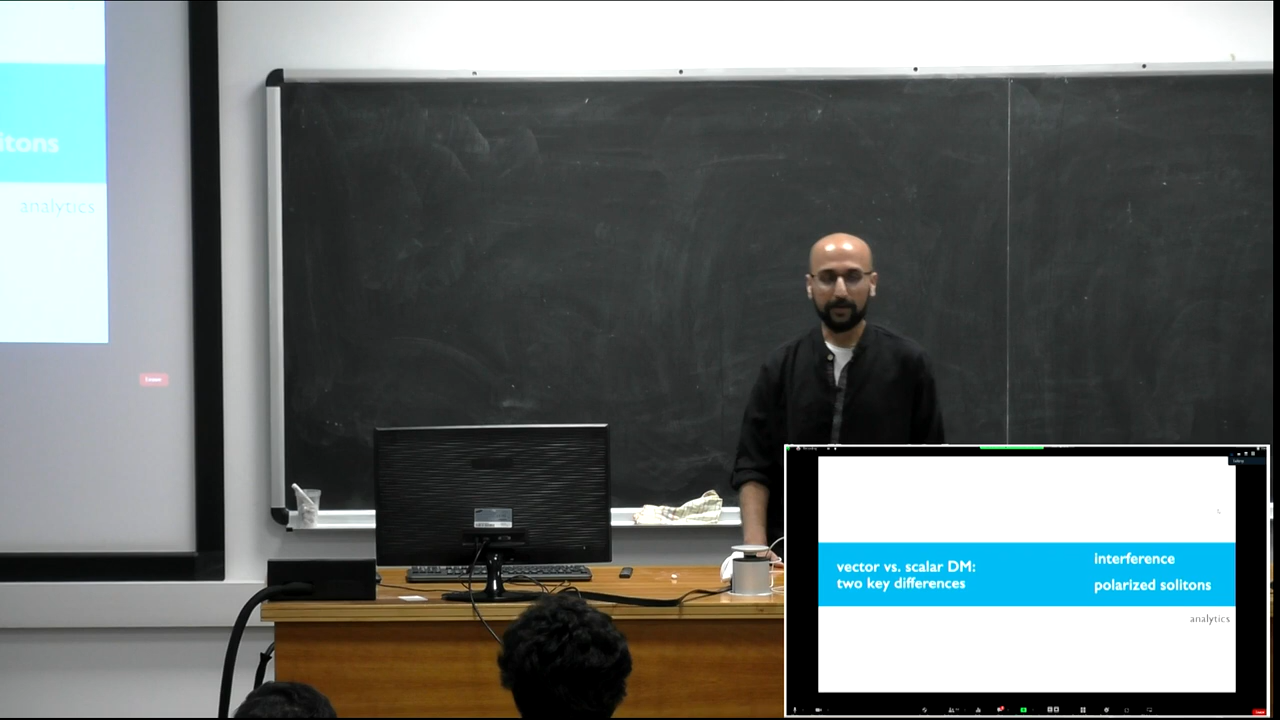 itons
analytics
vector vs. scalar DM:
two key differences
interference
polarized solitons
analytics